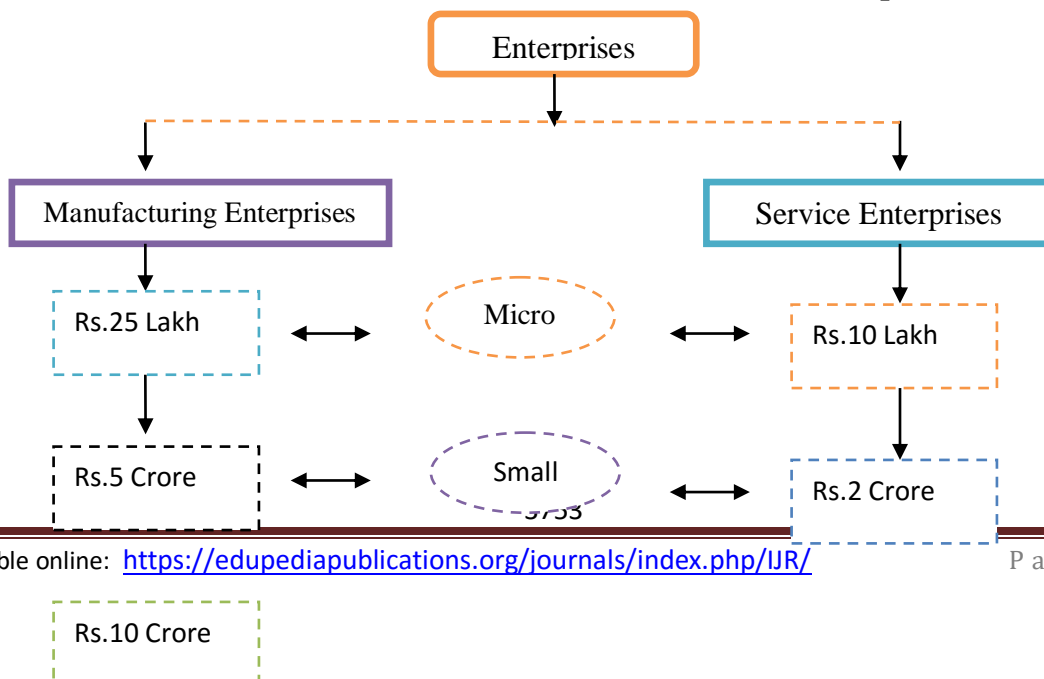 Enterprises
Manufacturing Enterprises
Service Enterprises
Rs.25 Lakh
Micro
Rs.10 Lakh
Rs.5 Crore
Small
Rs.2 Crore
ble online: https://edupediapublications.org/journals/index.php/IJR/
P a
Rs.10 Crore